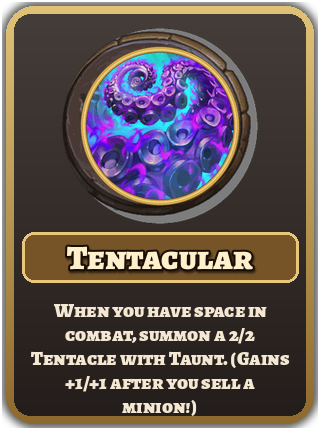 Tentacular
When you have space in
combat, summon a 2/2
Tentacle with Taunt. (Gains
+1/+1 after you sell a
minion!)